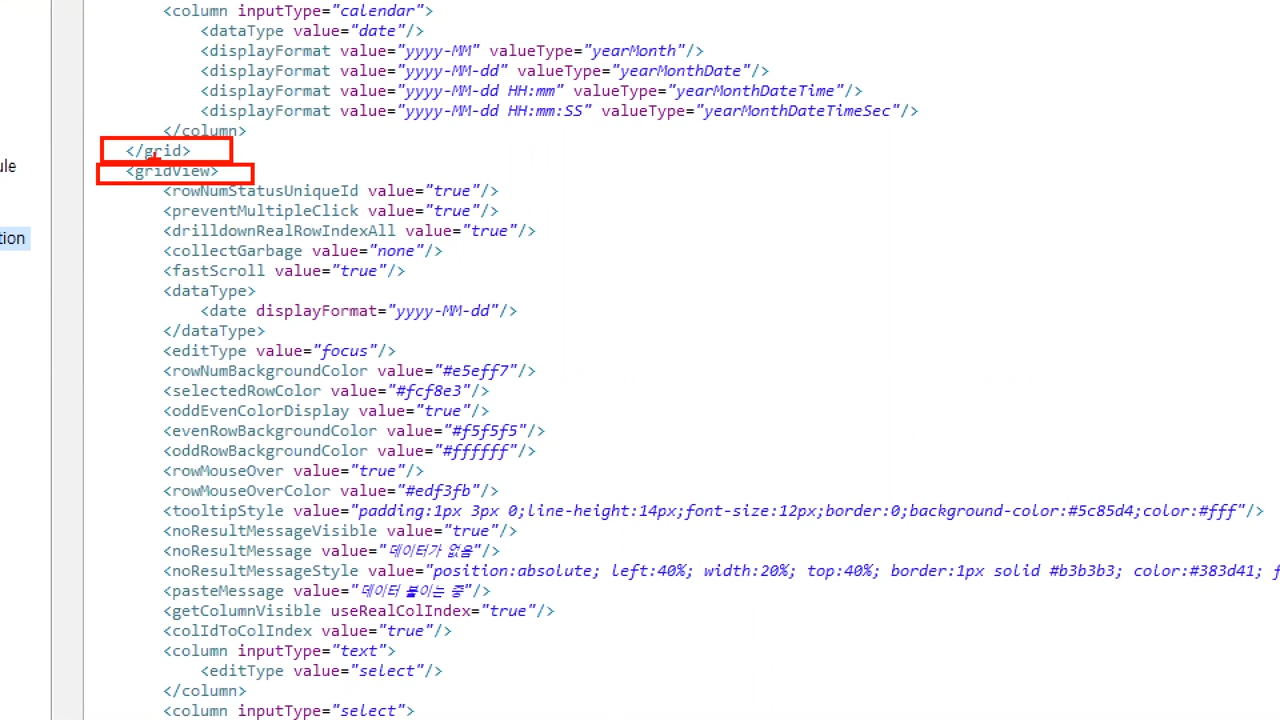 <column inputType="calendar">
<dataType value="date"/>
<displayFormat value="yyyy-MM" valueType="yearMonth"/>
<displayFormat value="yyyy-MM-dd" valueType="yearMonthDate"/>
<displayFormat value="yyyy-MM-dd HH:mm" valueType="yearMonthDateTime"/>
<displayFormat value="yyyy-MM-dd HH:mm:SS" valueType="yearMonthDateTimeSec"/>
</column>
</grid>
ule
<gridView>
<rowNumStatusUniqueId value="true"/>
<preventMultipleClick value="true"/>
<drilldownRealRowIndexAll value="true"/>
tion
<collectGarbage value="none"/>
<fastScroll value="true"/>
<dataType>
<date displayFormat="yyyy-MM-dd"/>
</dataType>
<editType value="focus"/>
<rowNumBackgroundColor value="#e5eff7"/>
<selectedRowColor value="#fcf8e3"/>
<oddEvenColorDisplay value="true"/>
<evenRowBackgroundColor value="#f5f5f5"/>
<oddRowBackgroundColor value="#ffffff"/>
<rowMouseOver value="true"/>
<rowMouseOverColor value="#edf3fb"/>
<tooltipStyle value="padding:1px 3px 0;line-height:14px;font-size:12px;border:0;background-color:#5c85d4;color:#fff"/>
<noResultMessageVisible value="true"/>
<noResultMessage value="데이터가 없음"/>
<noResultMessageStyle value="position:absolute; left:40%; width:20%; top:40%; border:1px solid #b3b3b3; color:#383d41; f
<pasteMessage value="데이터 붙이는 중"/>
<getColumnVisible useRealColIndex="true"/>
<colIdToColIndex value="true"/>
<column inputType="text">
<editType value="select"/>
</column>
<column inputType="select">